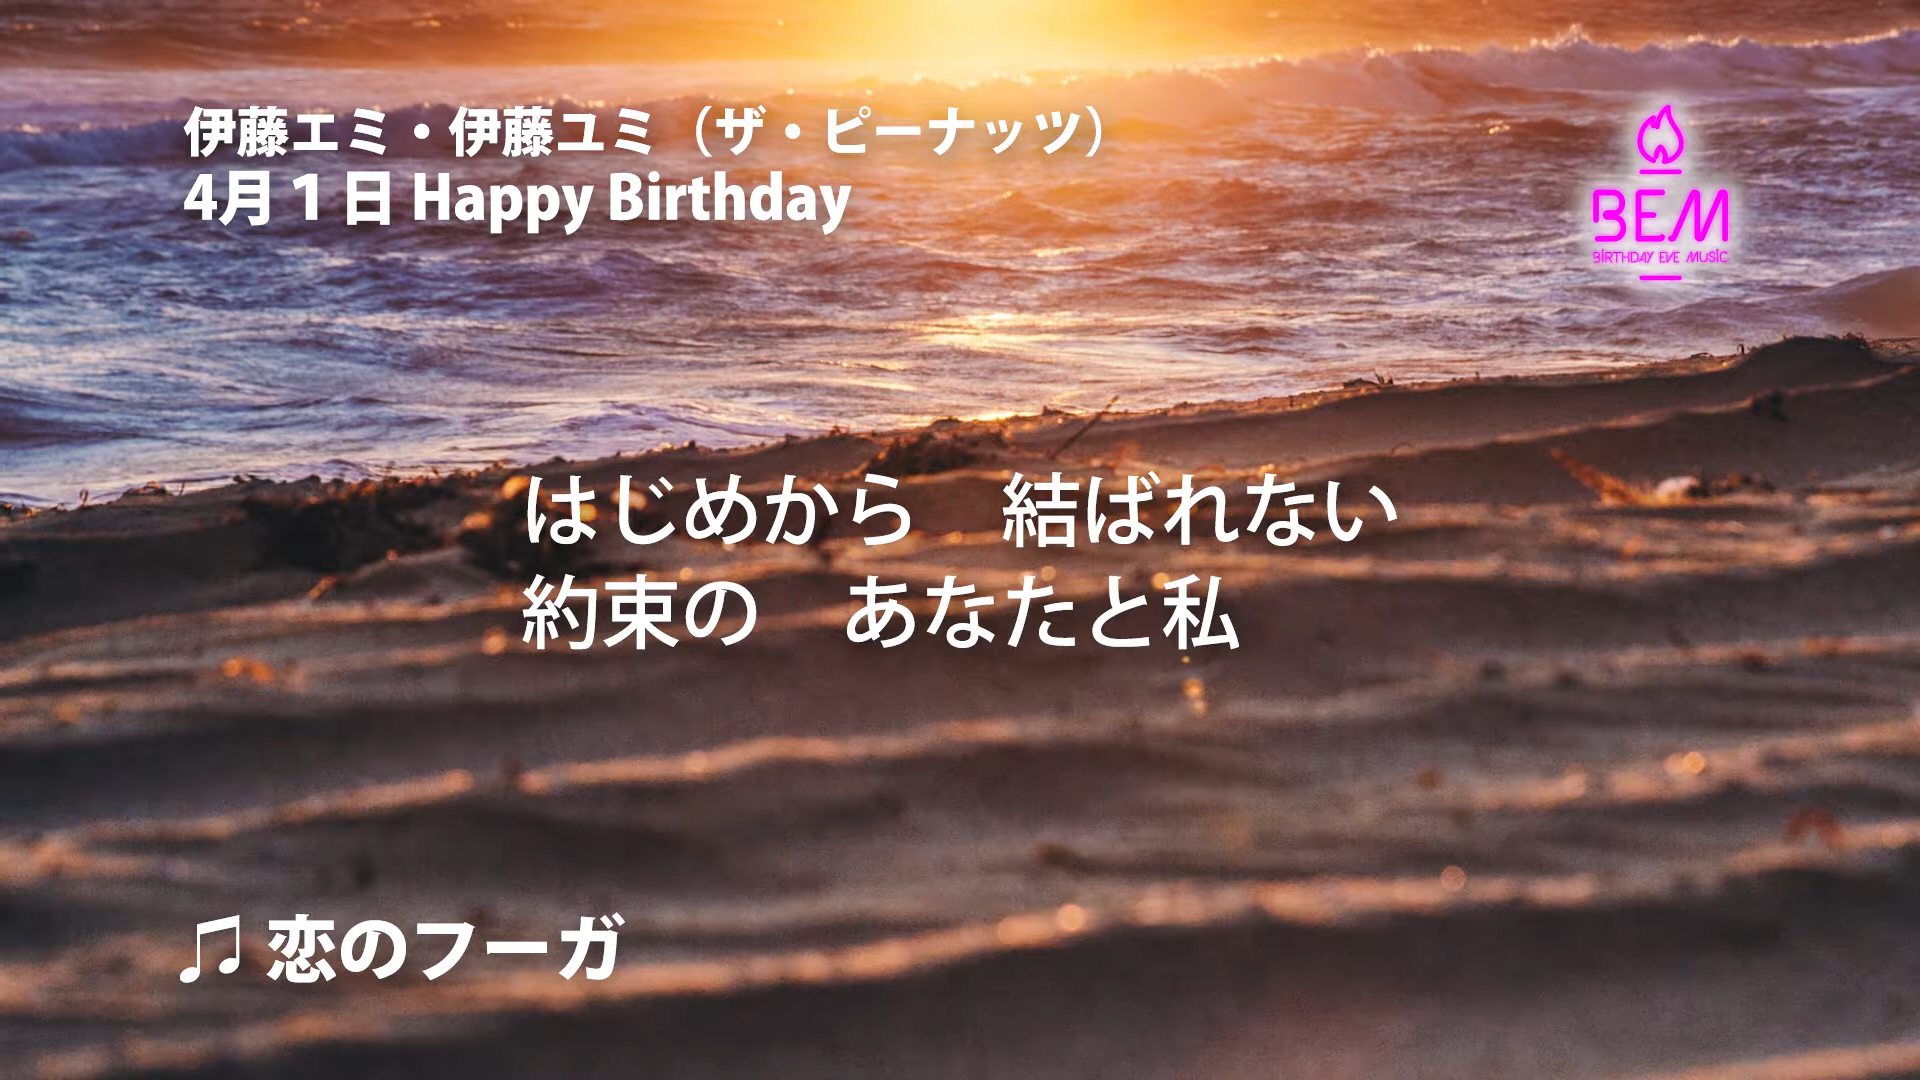 伊藤エミ・伊藤ユミ（ザ・ピーナッツ）
4月１日 Happy Birthday
BEM
BIRTHDAY EVE MUSIC
はじめから　結ばれない
約束の　あなたと私
♫ 恋のフーガ